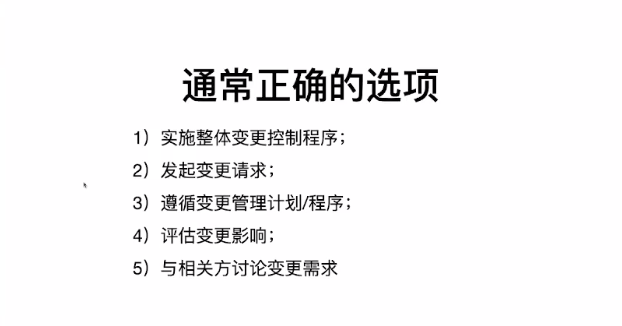 通常正确的选项
1）实施整体变更控制程序；
2）发起变更请求；
3）遵循变更管理计划/程序；
4）评估变更影响；
5）与相关方讨论变更需求